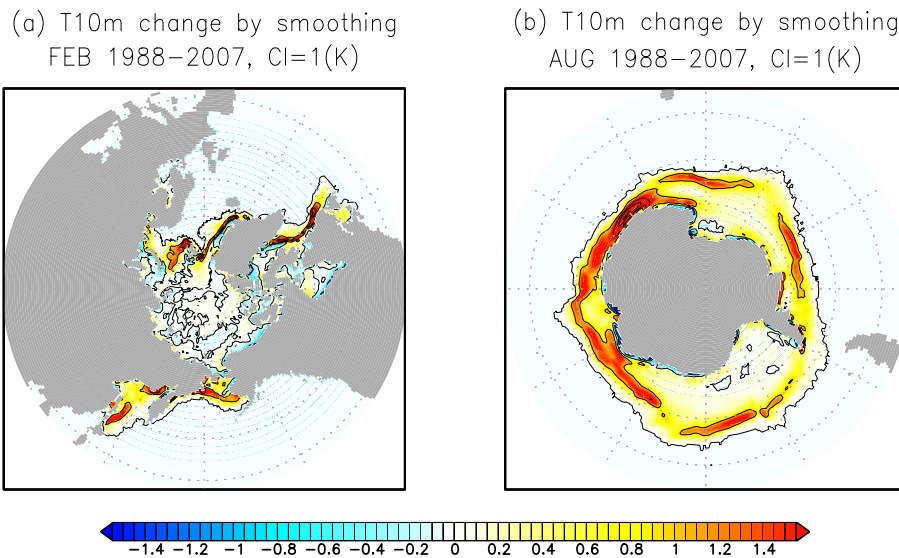 (a) T10m change by smoothing
FEB 1988−2007, CI=1(K)
(b) T10m change by smoothing
AUG 1988−2007, CI=1(K)
−1.4 −1.2 −1 −0.8 −0.6 −0.4 −0.2 0 0.2 0.4 0.6 0.8 1 1.2 1.4